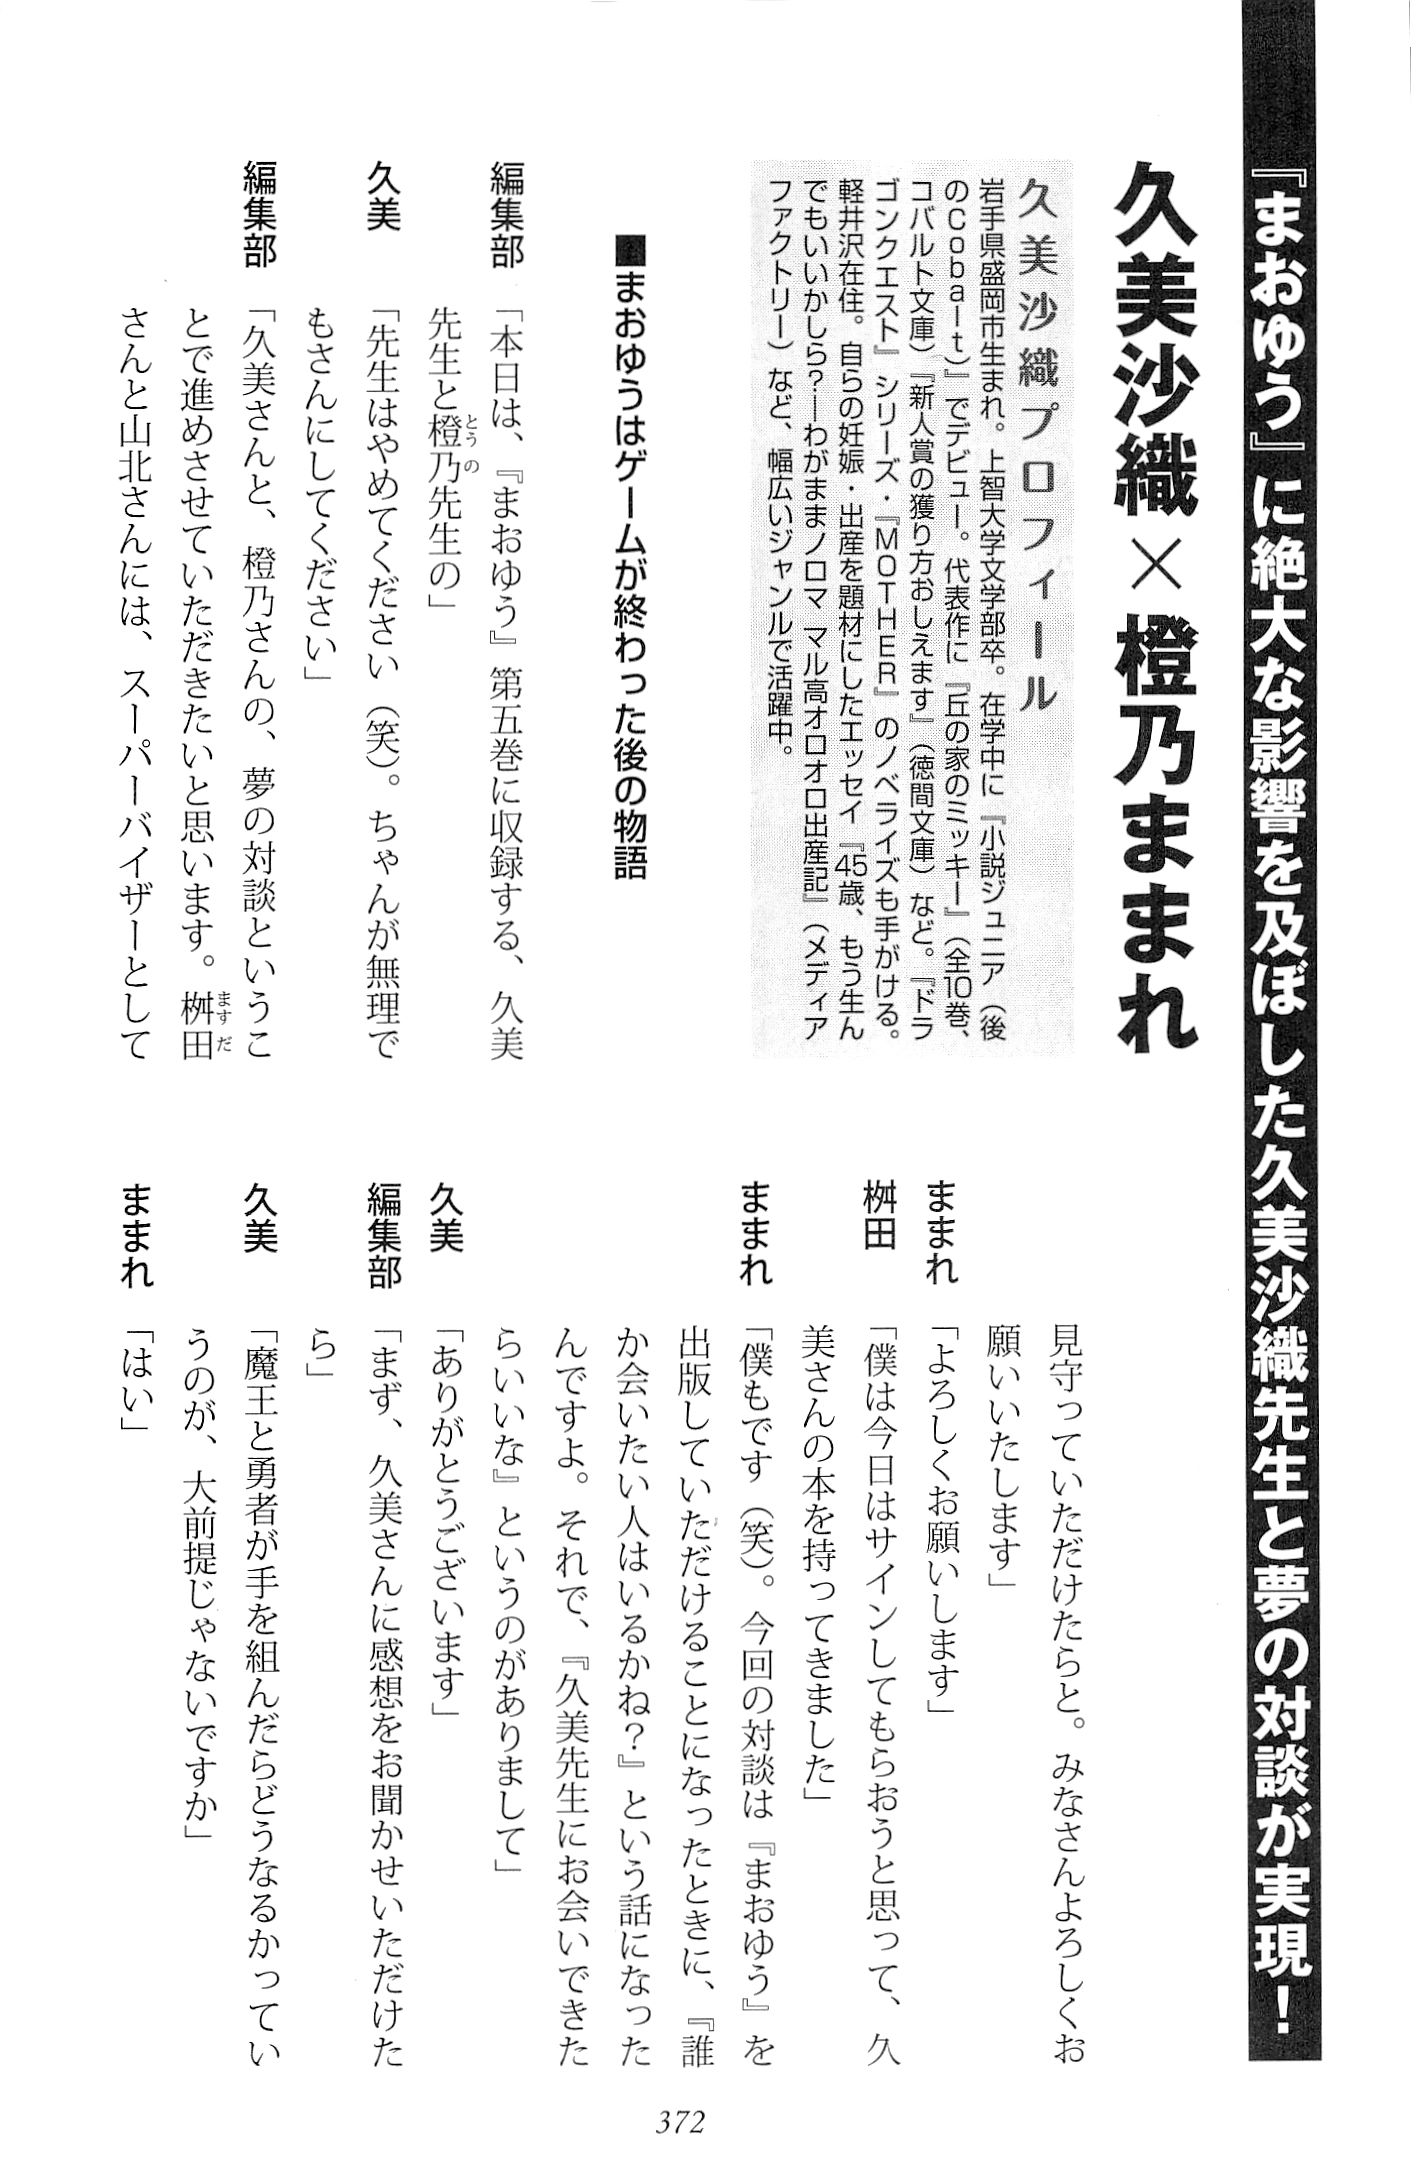 『まおゆう』に絶大な影響を及ぼした久美沙織先生と夢の対談が実現！
久美沙織×橙乃ままれ
久美沙織プロフィール
岩手県盛岡市生まれ。上智大学文学部卒。在学中に『小説ジュニア（後
のCobalt）』でデビュー。代表作に『丘の家のミッキー』（全10巻、
コバルト文庫）『新人賞の獲り方おしえます』（徳間文庫）など。『ドラ
ゴンクエスト』シリーズ・『MOTHER』のノベライズも手がける。
軽井沢在住。自らの妊娠・出産を題材にしたエッセイ『45歳、もう生ん
でもいいかしら？―わがままノロマ マル高オロオロ出産記』（メディア
ファクトリー）など、幅広いジャンルで活躍中。
■まおゆうはゲームが終わった後の物語
編集部「本日は、『まおゆう』第五巻に収録する、久美
先生と橙乃（とうの）先生の」
久美「先生はやめてください（笑）。ちゃんが無理で
もさんにしてください」
編集部「久美さんと、橙乃さんの、夢の対談というこ
とで進めさせていただきたいと思います。桝田（ますだ）
さんと山北さんには、スーパーバイザーとして
見守っていただけたらと。みなさんよろしくお
願いいたします」
ままれ「よろしくお願いします」
桝田「僕は今日はサインしてもらおうと思って、久
美さんの本を持ってきました」
ままれ「僕もです（笑）。今回の対談は『まおゆう』を
出版していただけることになったときに、『誰
か会いたい人はいるかね？』という話になった
んですよ。それで、『久美先生にお会いできた
らいいな』というのがありまして」
久美「ありがとうございます」
編集部「まず、久美さんに感想をお聞かせいただけた
ら」
久美「魔王と勇者が手を組んだらどうなるかってい
うのが、大前提じゃないですか」
ままれ「はい」
372